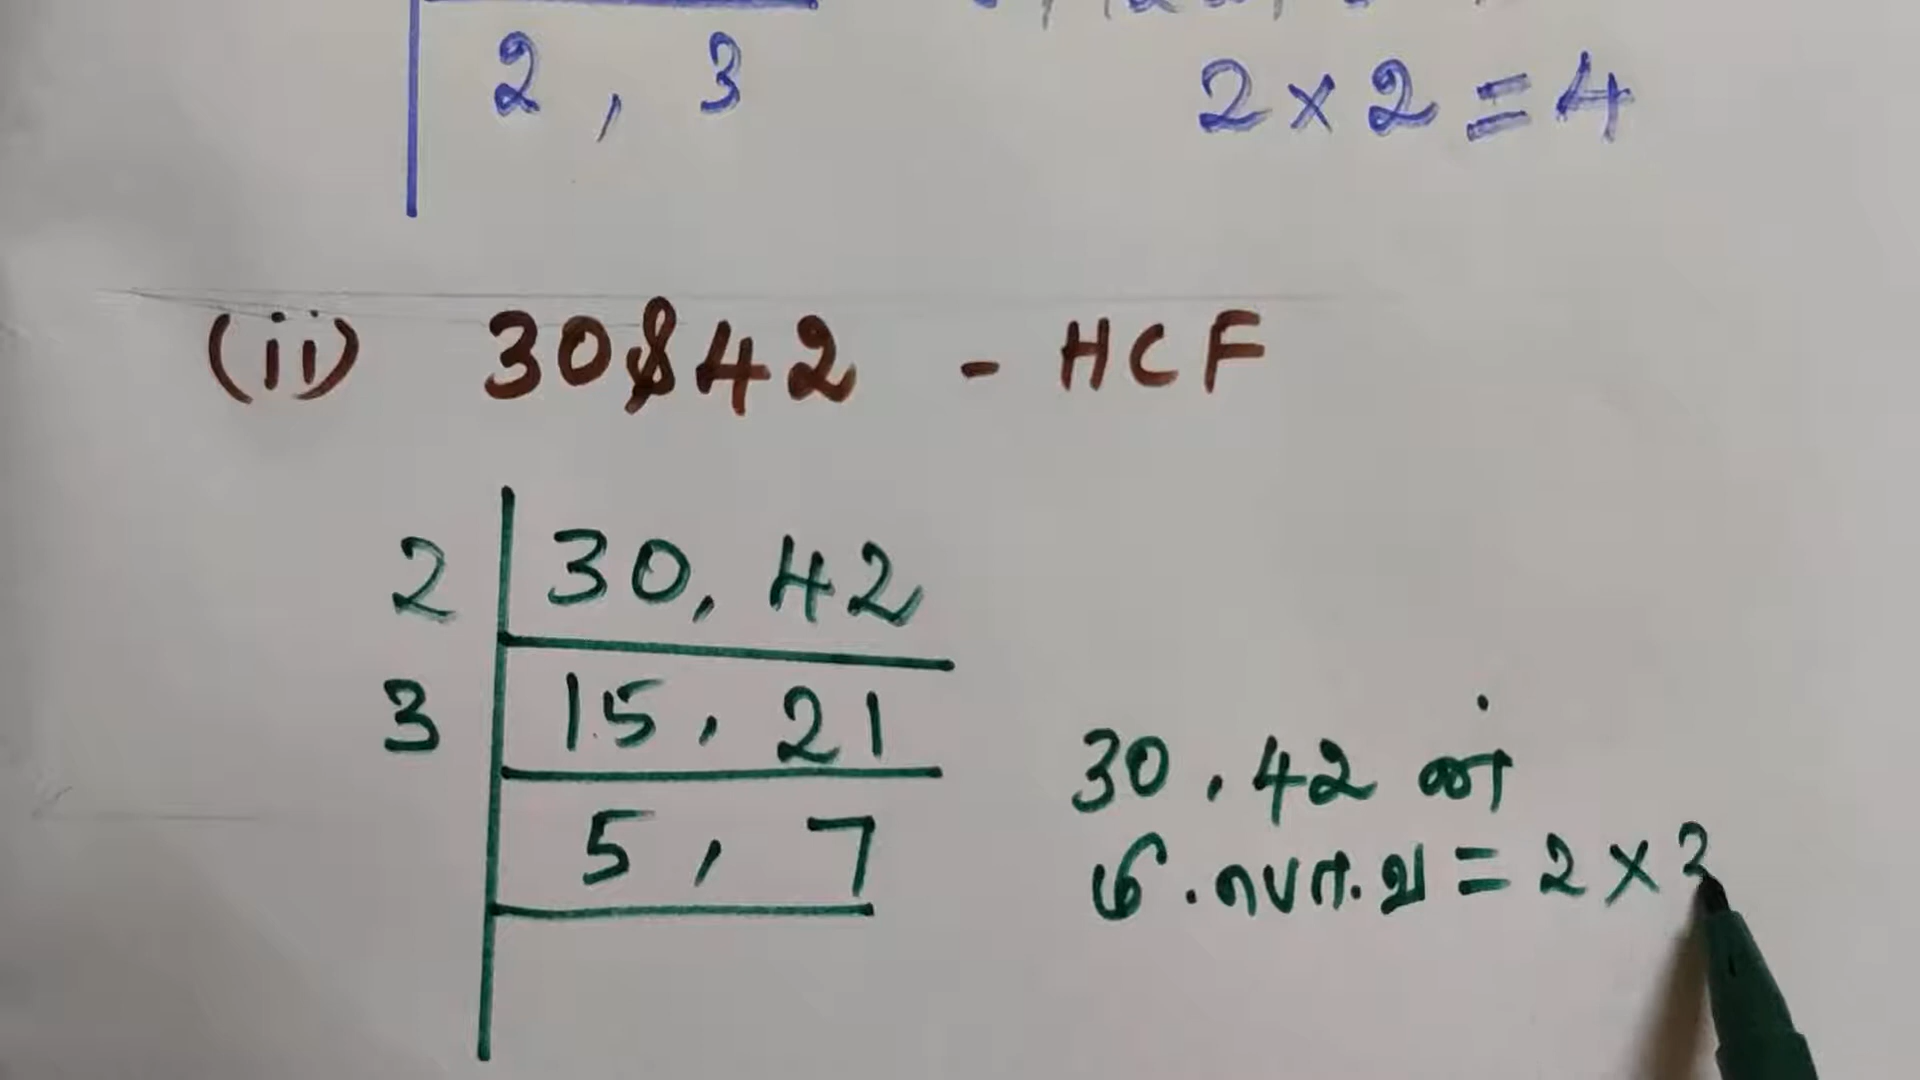 2 , 3
2 × 2 = 4
(ii) 30 & 42 - HCF
2 30, 42
3 15, 21
5, 7
30, 42 ன்
மீ.பொ.வ = 2 × 3